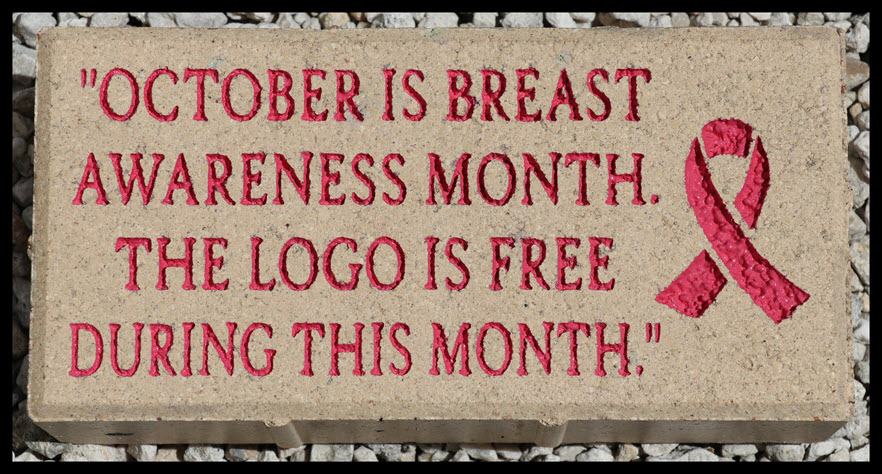 "OCTOBER IS BREAST
AWARENESS MONTH.
THE LOGO IS FREE
DURING THIS MONTH."